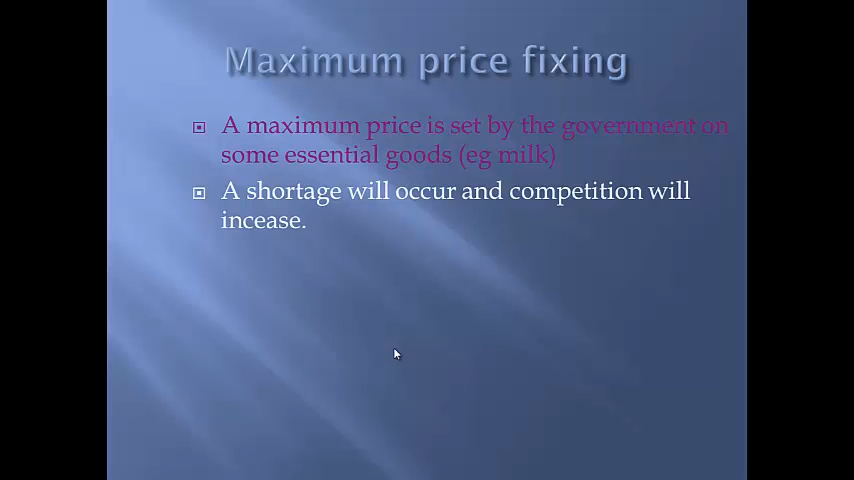 Maximum price fixing
A maximum price is set by the government on
some essential goods (eg milk)
A shortage will occur and competition will
incease.